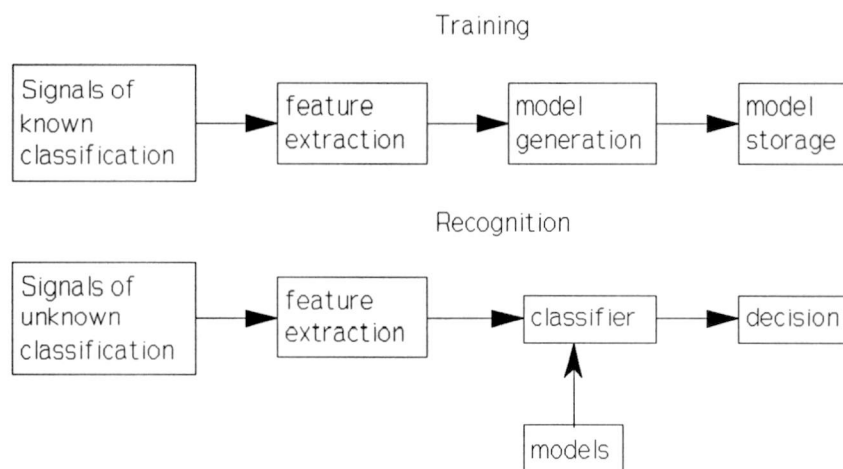 Training
Signals of
known
classification
feature
extraction
model
generation
model
storage
Recognition
Signals of
unknown
classification
feature
extraction
classifier
decision
models